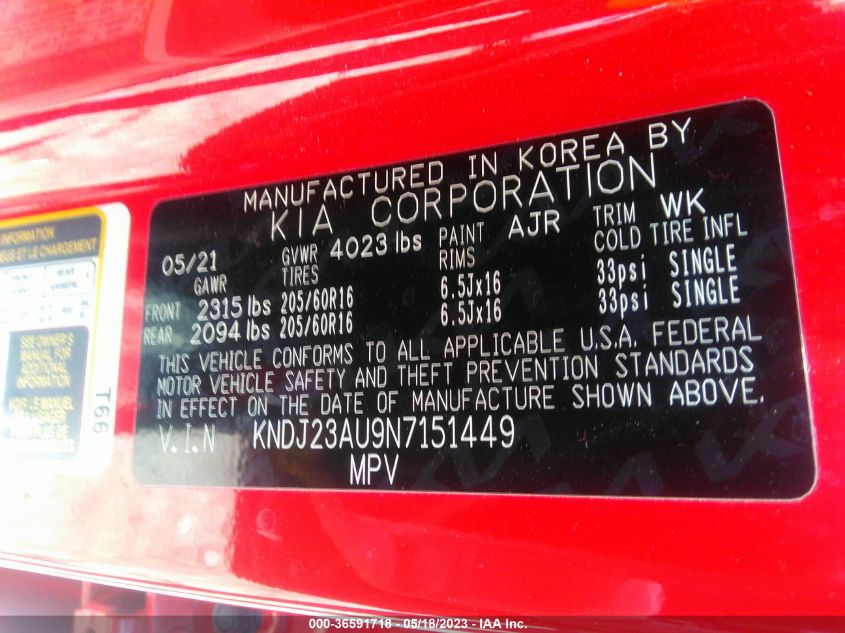 MANUFACTURED IN KOREA BY
KIA CORPORATION
05/21 GVWR 4023 lbs PAINT AJR TRIM WK
GAWR TIRES RIMS COLD TIRE INFL
FRONT 2315 lbs 205/60R16 6.5Jx16 33psi SINGLE
REAR 2094 lbs 205/60R16 6.5Jx16 33psi SINGLE
THIS VEHICLE CONFORMS TO ALL APPLICABLE U.S.A. FEDERAL
MOTOR VEHICLE SAFETY AND THEFT PREVENTION STANDARDS
IN EFFECT ON THE DATE OF MANUFACTURE SHOWN ABOVE.
V.I.N KNDJ23AU9N7151449
MPV
INFORMATION
ET LE CHARGEMENT
SEE OWNER'S
MANUAL FOR
ADDITIONAL
INFORMATION
T66
000-36591718 - 05/18/2023 - IAA Inc.